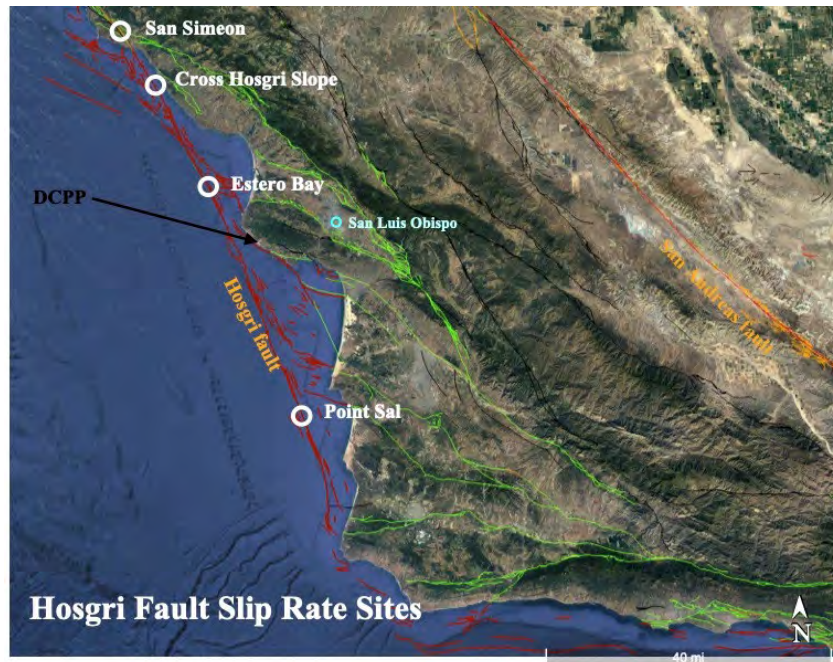 San Simeon
Cross Hosgri Slope
Estero Bay
DCPP
San Luis Obispo
San Andreas fault
Hosgri fault
Point Sal
Hosgri Fault Slip Rate Sites
N
40 mi